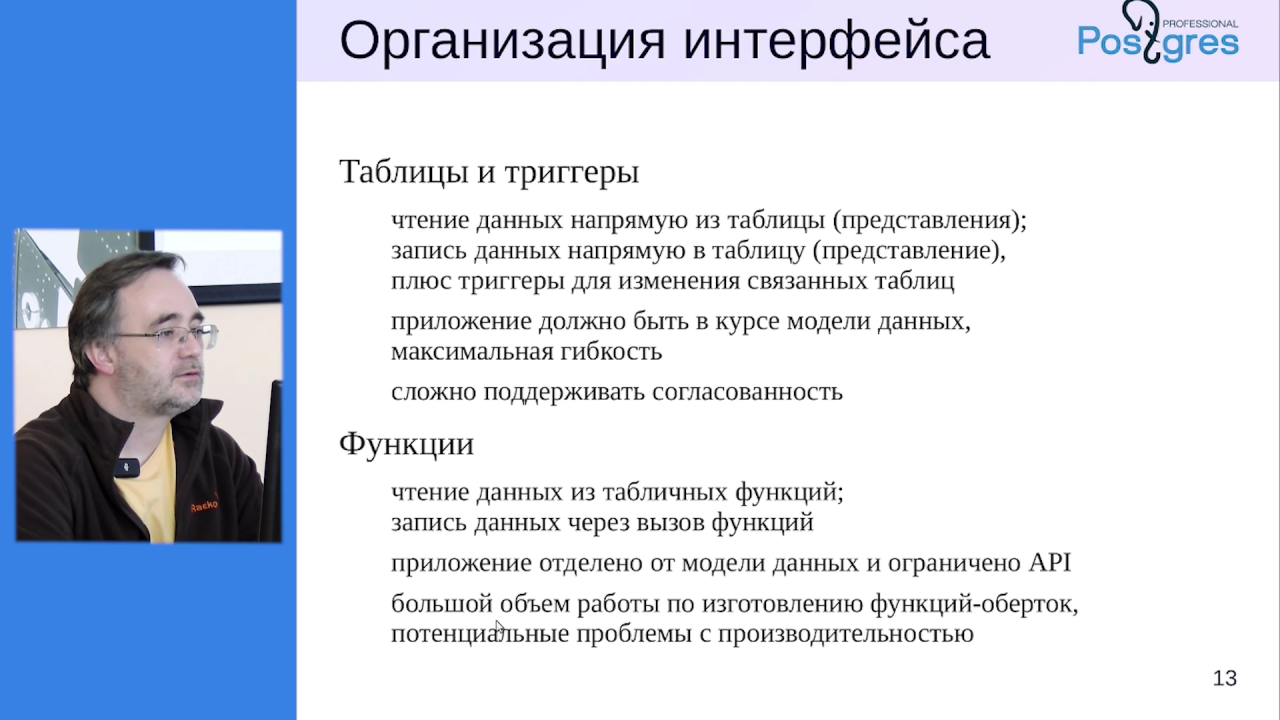 Организация интерфейса
PROFESSIONAL
Postgres
Таблицы и триггеры
чтение данных напрямую из таблицы (представления);
запись данных напрямую в таблицу (представление),
плюс триггеры для изменения связанных таблиц
приложение должно быть в курсе модели данных,
максимальная гибкость
сложно поддерживать согласованность
Функции
чтение данных из табличных функций;
запись данных через вызов функций
приложение отделено от модели данных и ограничено API
большой объем работы по изготовлению функций-оберток,
потенциальные проблемы с производительностью
13